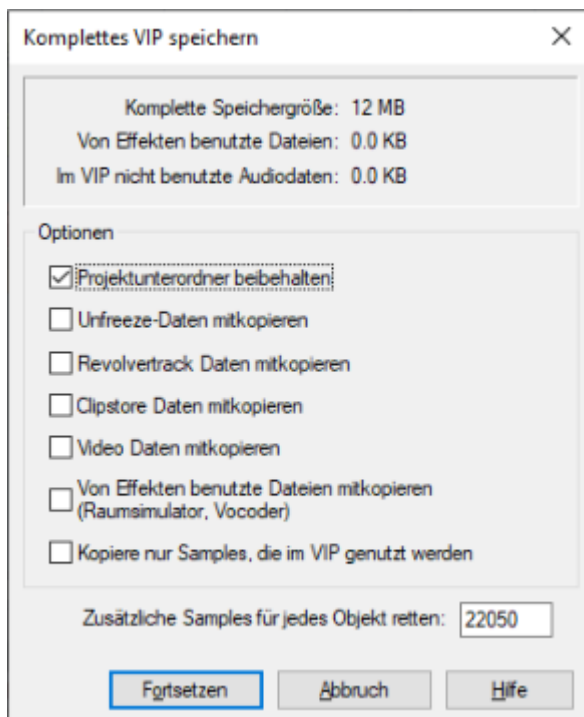 Komplettes VIP speichern
Komplette Speichergröße: 12 MB
Von Effekten benutzte Dateien: 0.0 KB
Im VIP nicht benutzte Audiodaten: 0.0 KB
Optionen
Projektunterordner beibehalten
Unfreeze-Daten mitkopieren
Revolvertrack Daten mitkopieren
Clipstore Daten mitkopieren
Video Daten mitkopieren
Von Effekten benutzte Dateien mitkopieren
(Raumsimulator, Vocoder)
Kopiere nur Samples, die im VIP genutzt werden
Zusätzliche Samples für jedes Objekt retten: 22050
Fortsetzen Abbruch Hilfe